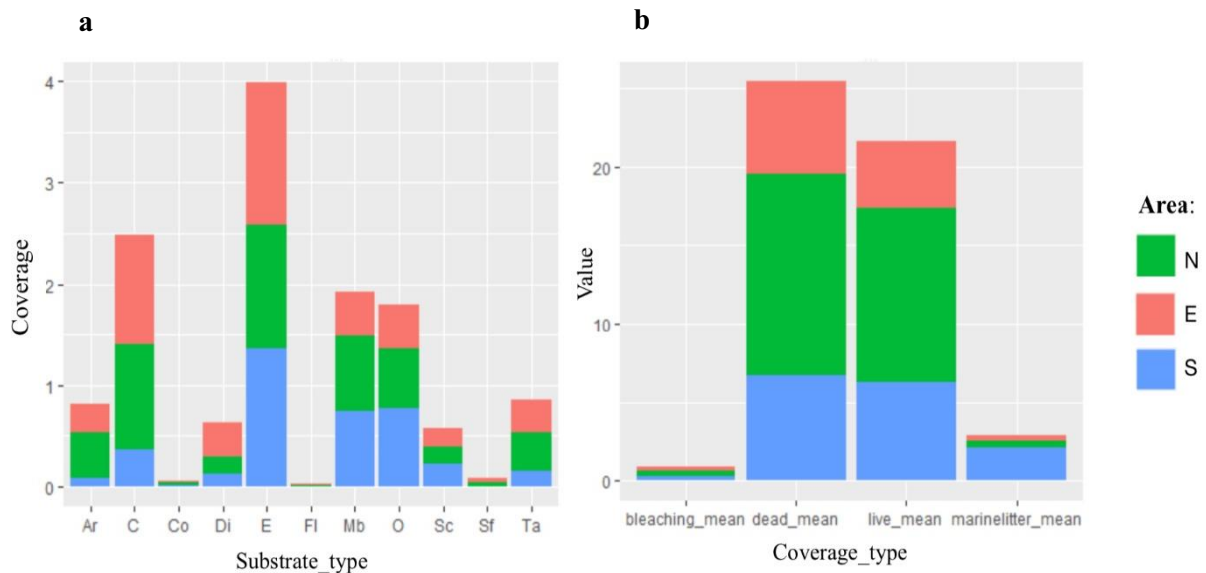 a
b
Coverage
4
3
2
1
0
Ar C Co Di E Fl Mb O Sc Sf Ta
Substrate_type
Value
20
10
0
bleaching_mean dead_mean live_mean marinelitter_mean
Coverage_type
Area:
N
E
S